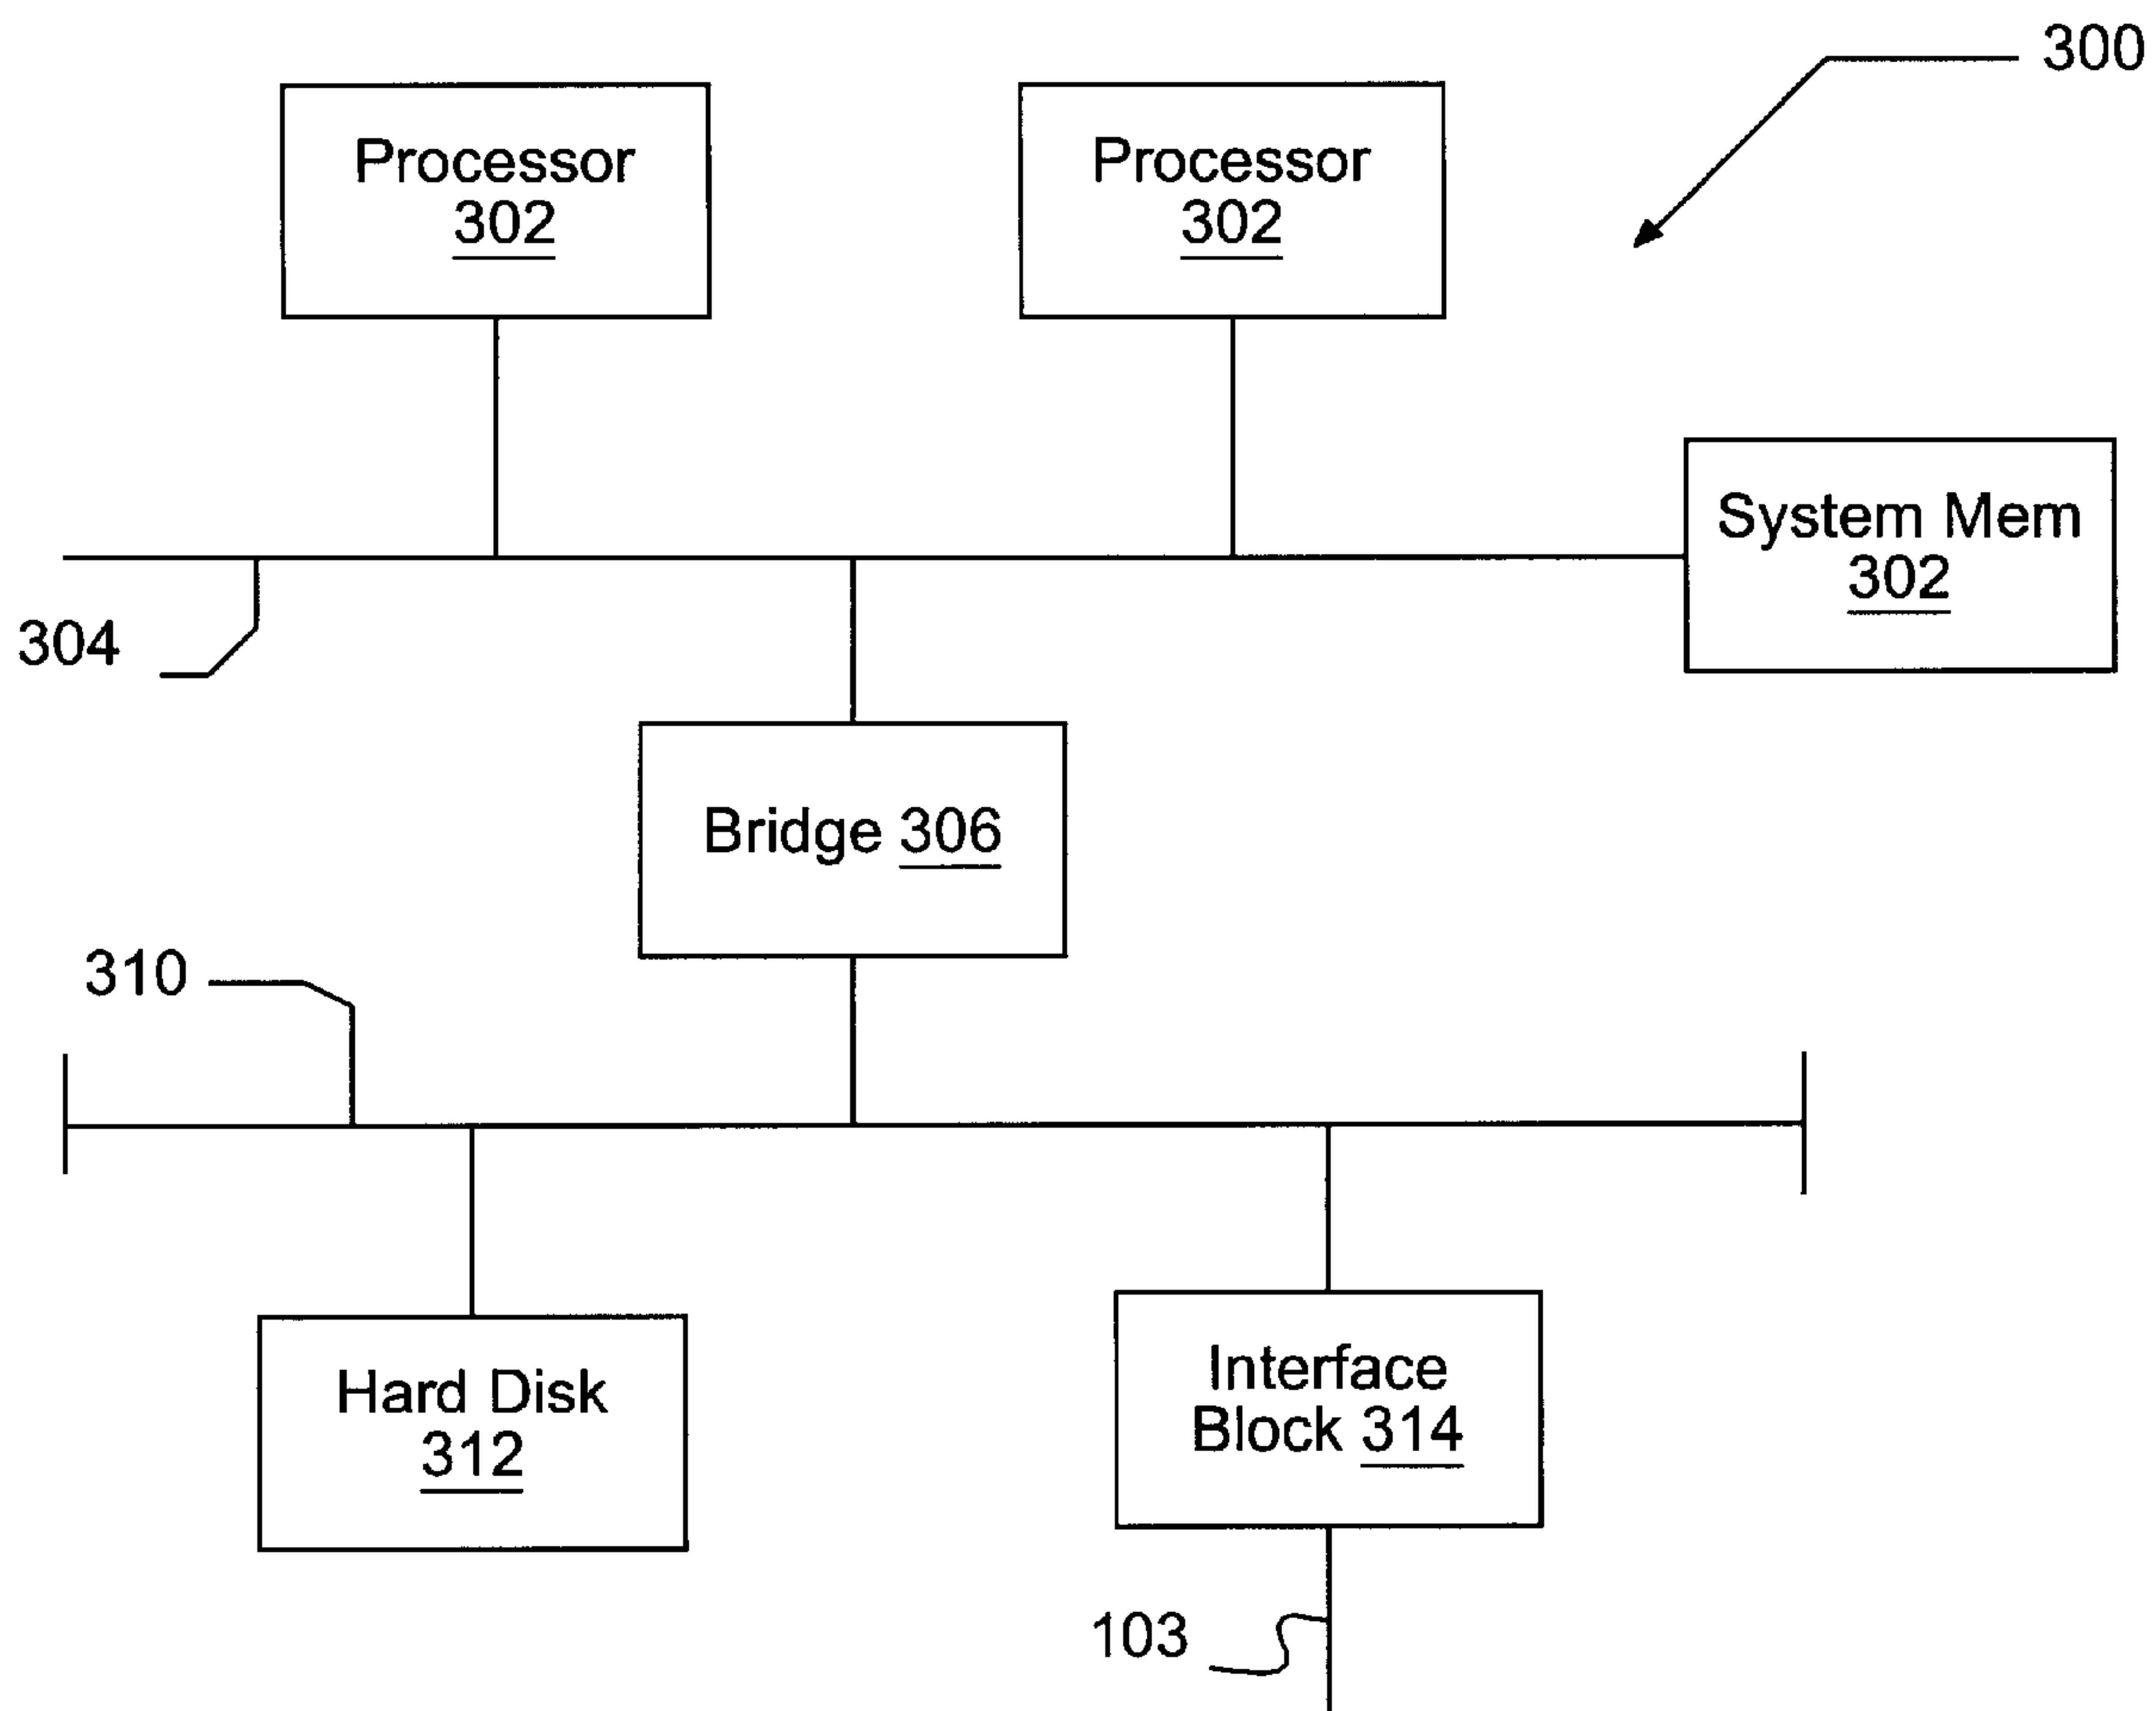 300
Processor
302
Processor
302
System Mem
302
304
Bridge 306
310
Hard Disk
312
Interface
Block 314
103